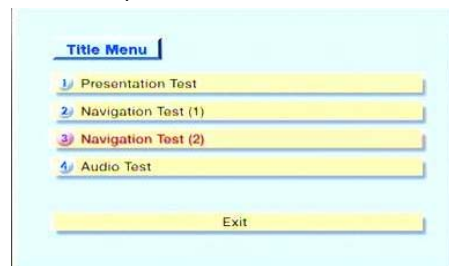 Title Menu
1 Presentation Test
2 Navigation Test (1)
3 Navigation Test (2)
4 Audio Test
Exit